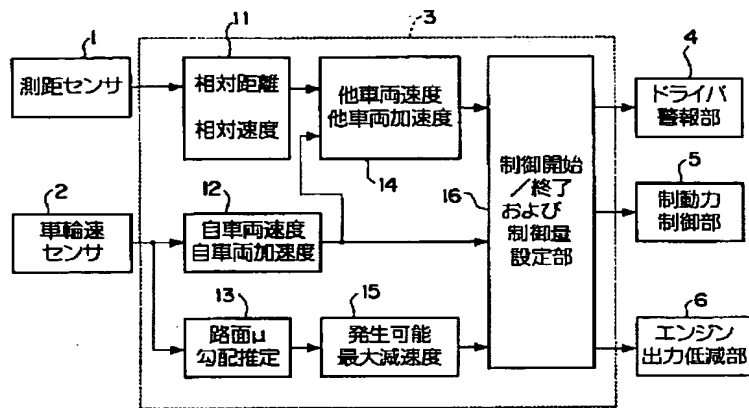 1
測距センサ
2
車輪速
センサ
3
11
相対距離
相対速度
12
自車両速度
自車両加速度
13
路面μ
勾配推定
他車両速度
他車両加速度
14
15
発生可能
最大減速度
16
制御開始
/終了
および
制御量
設定部
4
ドライバ
警報部
5
制動力
制御部
6
エンジン
出力低減部